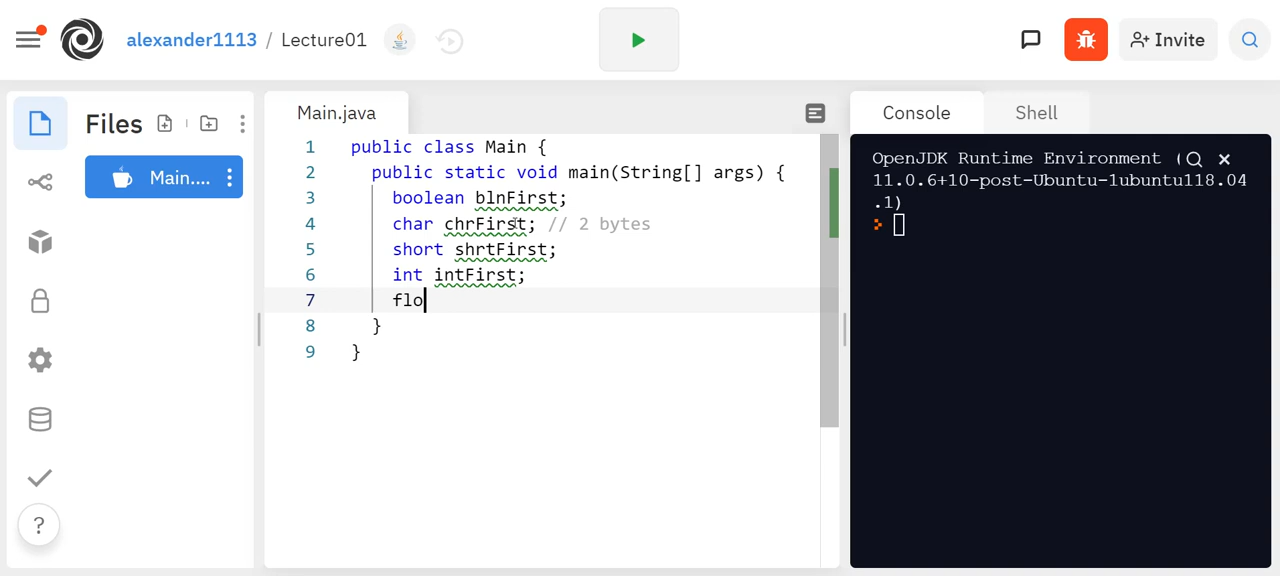 alexander1113 / Lecture01
Invite
Files
Main....
Main.java
1 public class Main {
2 public static void main(String[] args) {
3 boolean blnFirst;
4 char chrFirst; // 2 bytes
5 short shrtFirst;
6 int intFirst;
7 flo
8 }
9 }
Console Shell
OpenJDK Runtime Environment (
11.0.6+10-post-Ubuntu-1ubuntu118.04
.1)
?